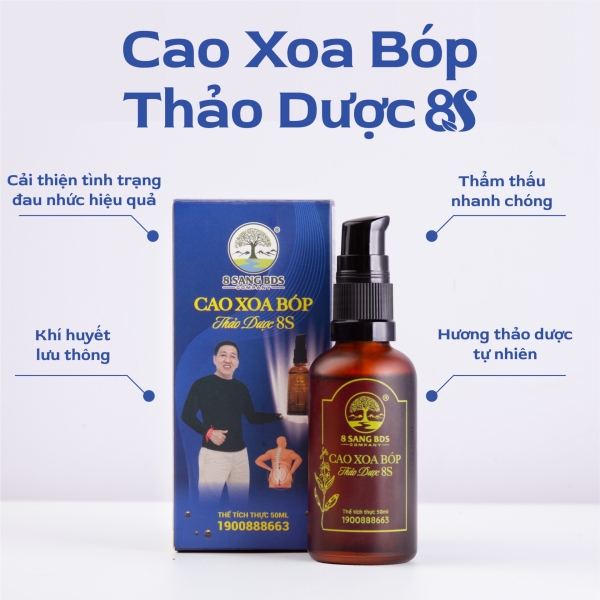 Cao Xoa Bóp
Thảo Dược 8S
Cải thiện tình trạng
đau nhức hiệu quả
Thẩm thấu
nhanh chóng
Khí huyết
lưu thông
Hương thảo dược
tự nhiên
®
8 SANG BDS
COMPANY
CAO XOA BÓP
Thảo Dược 8S
THỂ TÍCH THỰC 50ML
1900888663
®
8 SANG BDS
COMPANY
CAO XOA BÓP
Thảo Dược 8S
Thể tích thực 50ml
1900888663